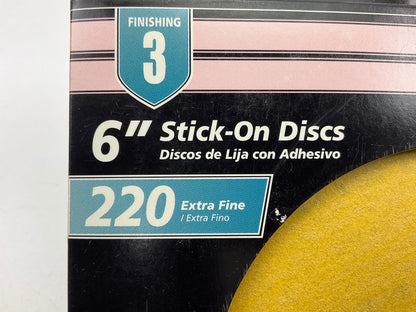 FINISHING
3
6" Stick-On Discs
Discos de Lija con Adhesivo
220 Extra Fine
/ Extra Fino